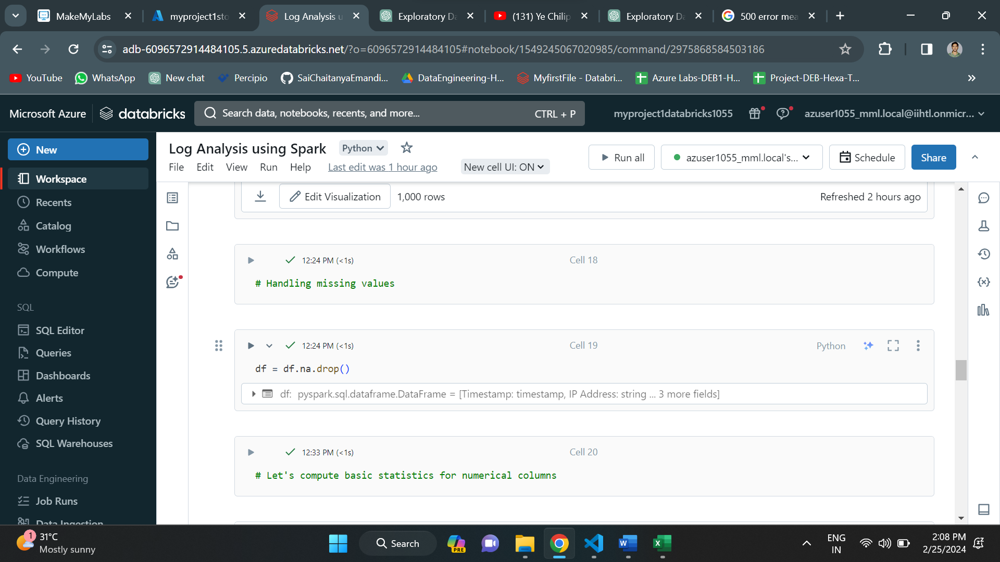 MakeMyLabs
myproject1sto
Log Analysis u
Exploratory Da
(131) Ye Chilip
Exploratory Da
500 error mea
adb-6096572914484105.5.azuredatabricks.net/?o=6096572914484105#notebook/1549245067020985/command/2975868584503186
YouTube
WhatsApp
New chat
Percipio
SaiChaitanyaEmandi...
DataEngineering-H...
MyfirstFile - Databri...
Azure Labs-DEB1-H...
Project-DEB-Hexa-T...
Microsoft Azure
databricks
Search data, notebooks, recents, and more...
CTRL + P
myproject1databricks1055
azuser1055_mml.local@iihtl.onmicr...
New
Workspace
Recents
Catalog
Workflows
Compute
SQL
SQL Editor
Queries
Dashboards
Alerts
Query History
SQL Warehouses
Data Engineering
Job Runs
Data Ingestion
Log Analysis using Spark
Python
File Edit View Run Help
Last edit was 1 hour ago
New cell UI: ON
Run all
azuser1055_mml.local's...
Schedule
Share
Edit Visualization
1,000 rows
Refreshed 2 hours ago
12:24 PM (<1s)
Cell 18
# Handling missing values
12:24 PM (<1s)
Cell 19
Python
df = df.na.drop()
df: pyspark.sql.dataframe.DataFrame = [Timestamp: timestamp, IP Address: string ... 3 more fields]
12:33 PM (<1s)
Cell 20
# Let's compute basic statistics for numerical columns
1
31°C
Mostly sunny
Search
PRE
ENG
IN
2:08 PM
2/25/2024